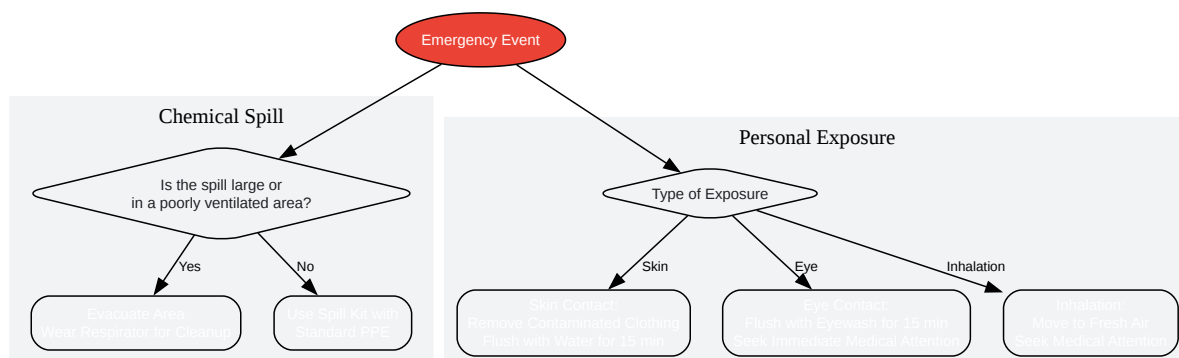 Emergency Event
Chemical Spill
Is the spill large or
in a poorly ventilated area?
Yes
No
Evacuate Area
Wear Respirator for Cleanup
Use Spill Kit with
Standard PPE
Personal Exposure
Type of Exposure
Skin
Eye
Inhalation
Skin Contact:
Remove Contaminated Clothing
Flush with Water for 15 min
Eye Contact:
Flush with Eyewash for 15 min
Seek Immediate Medical Attention
Inhalation:
Move to Fresh Air
Seek Medical Attention